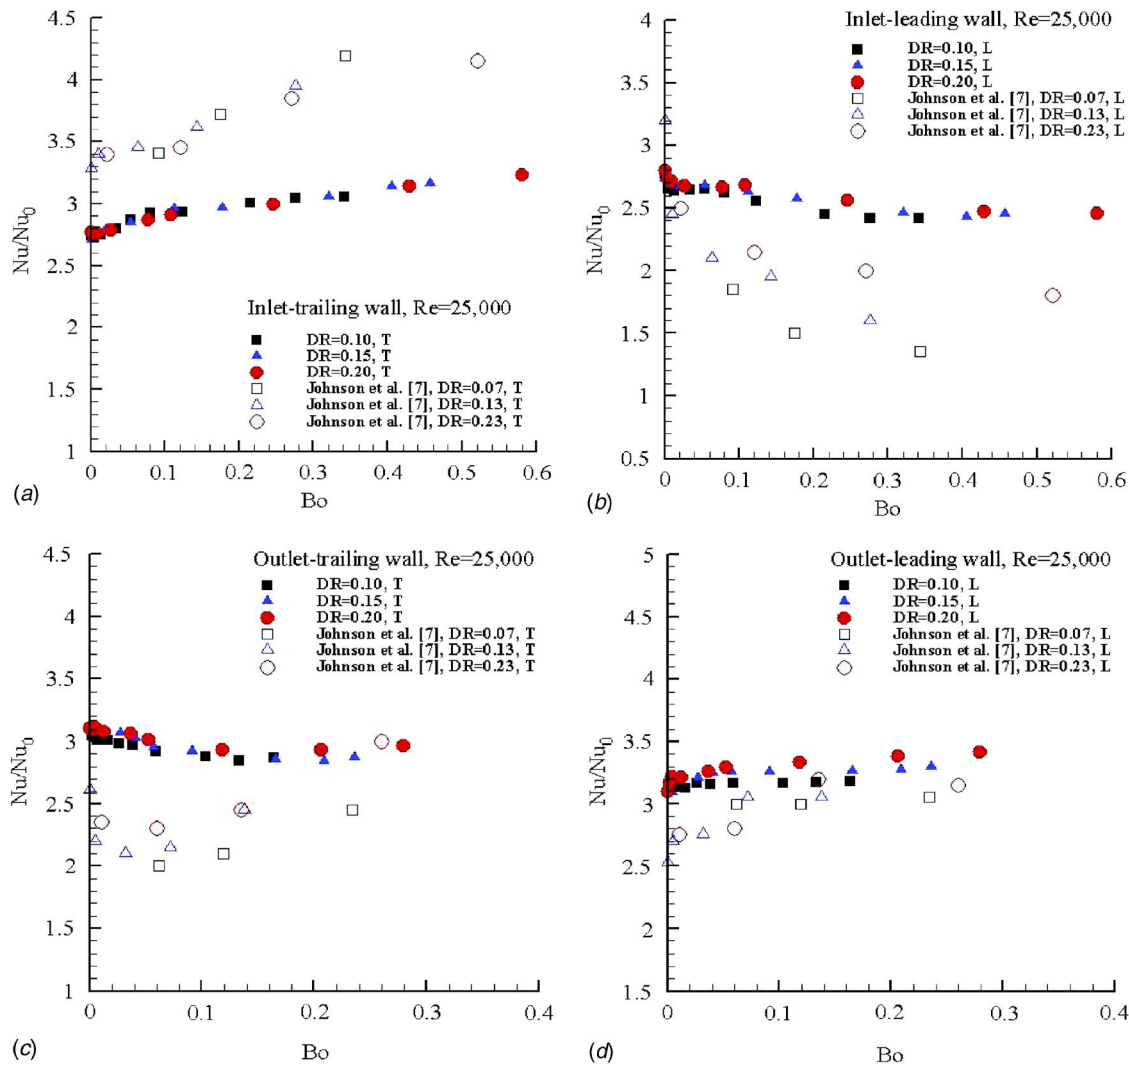 4.5
4
3.5
3
2.5
2
1.5
1
Nu/Nu0
Inlet-trailing wall, Re=25,000
DR=0.10, T
DR=0.15, T
DR=0.20, T
Johnson et al. [7], DR=0.07, T
Johnson et al. [7], DR=0.13, T
Johnson et al. [7], DR=0.23, T
0 0.1 0.2 0.3 0.4 0.5 0.6
(a)
Bo
4
3.5
3
2.5
2
1.5
1
0.5
Nu/Nu0
Inlet-leading wall, Re=25,000
DR=0.10, L
DR=0.15, L
DR=0.20, L
Johnson et al. [7], DR=0.07, L
Johnson et al. [7], DR=0.13, L
Johnson et al. [7], DR=0.23, L
0 0.1 0.2 0.3 0.4 0.5 0.6
(b)
Bo
4.5
4
3.5
3
2.5
2
1.5
1
Nu/Nu0
Outlet-trailing wall, Re=25,000
DR=0.10, T
DR=0.15, T
DR=0.20, T
Johnson et al. [7], DR=0.07, T
Johnson et al. [7], DR=0.13, T
Johnson et al. [7], DR=0.23, T
0 0.1 0.2 0.3 0.4
(c)
Bo
5
4.5
4
3.5
3
2.5
2
1.5
Nu/Nu0
Outlet-leading wall, Re=25,000
DR=0.10, L
DR=0.15, L
DR=0.20, L
Johnson et al. [7], DR=0.07, L
Johnson et al. [7], DR=0.13, L
Johnson et al. [7], DR=0.23, L
0 0.1 0.2 0.3 0.4
(d)
Bo